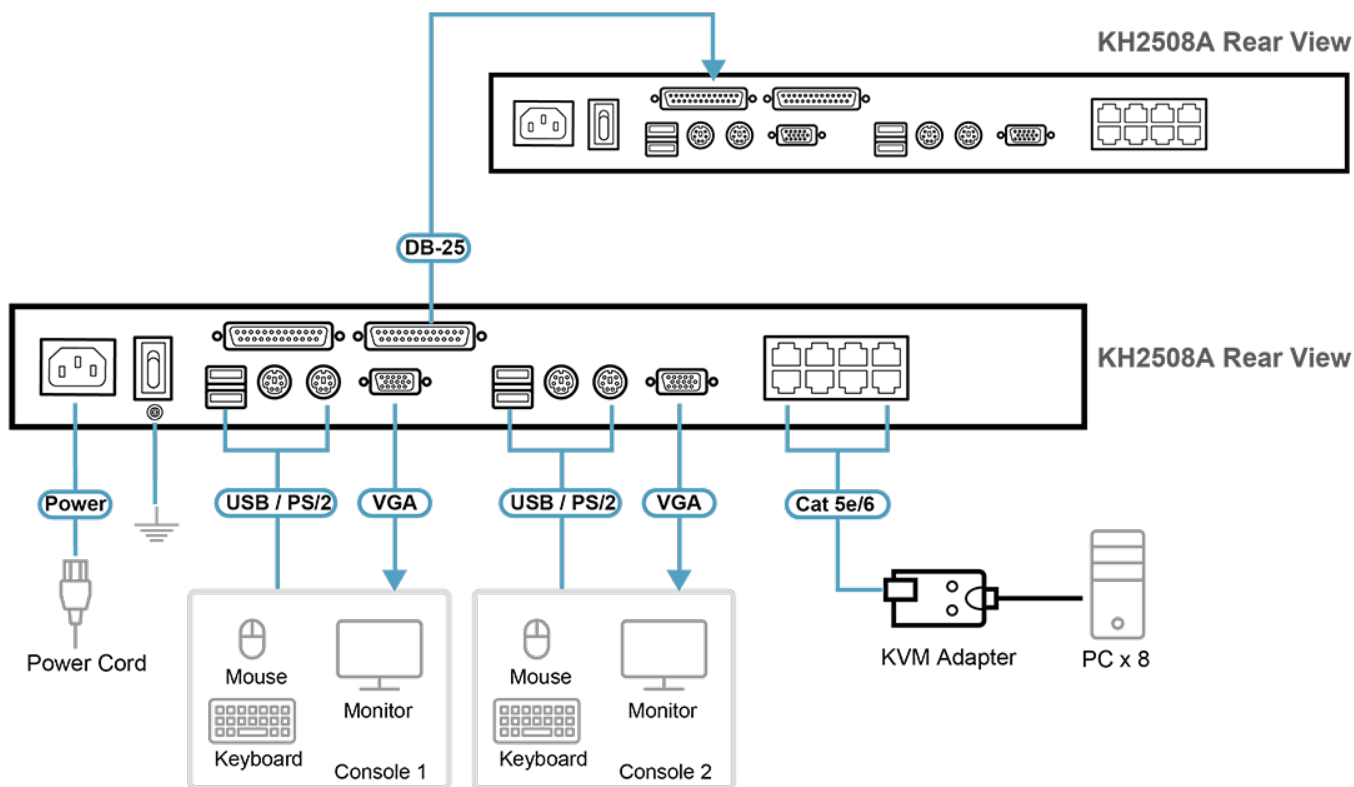 KH2508A Rear View
DB-25
KH2508A Rear View
Power
USB / PS/2
VGA
USB / PS/2
VGA
Cat 5e/6
Power Cord
Mouse
Monitor
Keyboard
Console 1
Mouse
Monitor
Keyboard
Console 2
KVM Adapter
PC x 8